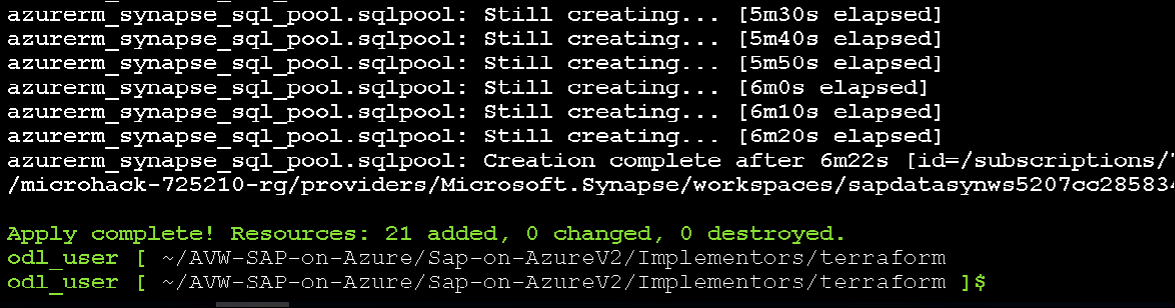 azurerm_synapse_sql_pool.sqlpool: Still creating... [5m30s elapsed]
azurerm_synapse_sql_pool.sqlpool: Still creating... [5m40s elapsed]
azurerm_synapse_sql_pool.sqlpool: Still creating... [5m50s elapsed]
azurerm_synapse_sql_pool.sqlpool: Still creating... [6m0s elapsed]
azurerm_synapse_sql_pool.sqlpool: Still creating... [6m10s elapsed]
azurerm_synapse_sql_pool.sqlpool: Still creating... [6m20s elapsed]
azurerm_synapse_sql_pool.sqlpool: Creation complete after 6m22s [id=/subscriptions/
/microhack-725210-rg/providers/Microsoft.Synapse/workspaces/sapdatasynws5207cc28583
Apply complete! Resources: 21 added, 0 changed, 0 destroyed.
odl_user [ ~/AVW-SAP-on-Azure/Sap-on-AzureV2/Implementors/terraform
odl_user [ ~/AVW-SAP-on-Azure/Sap-on-AzureV2/Implementors/terraform ]$